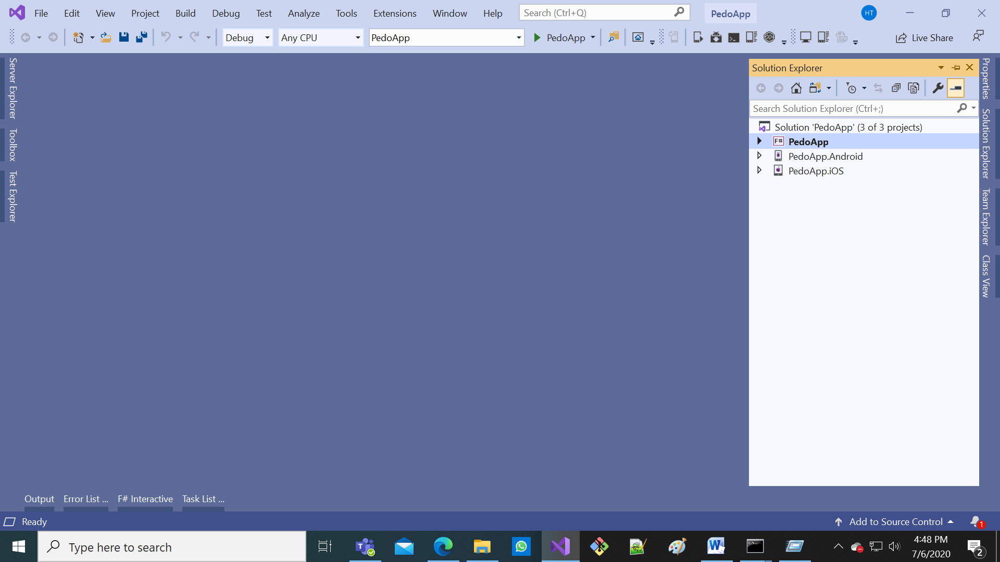 File Edit View Project Build Debug Test Analyze Tools Extensions Window Help Search (Ctrl+Q) PedoApp HT
Debug Any CPU PedoApp PedoApp Live Share
Server Explorer
Toolbox
Test Explorer
Solution Explorer
Search Solution Explorer (Ctrl+;)
Solution 'PedoApp' (3 of 3 projects)
F# PedoApp
PedoApp.Android
PedoApp.iOS
Properties
Solution Explorer
Team Explorer
Class View
Output Error List ... F# Interactive Task List ...
Ready Add to Source Control 1
Type here to search
4:48 PM
7/6/2020
2